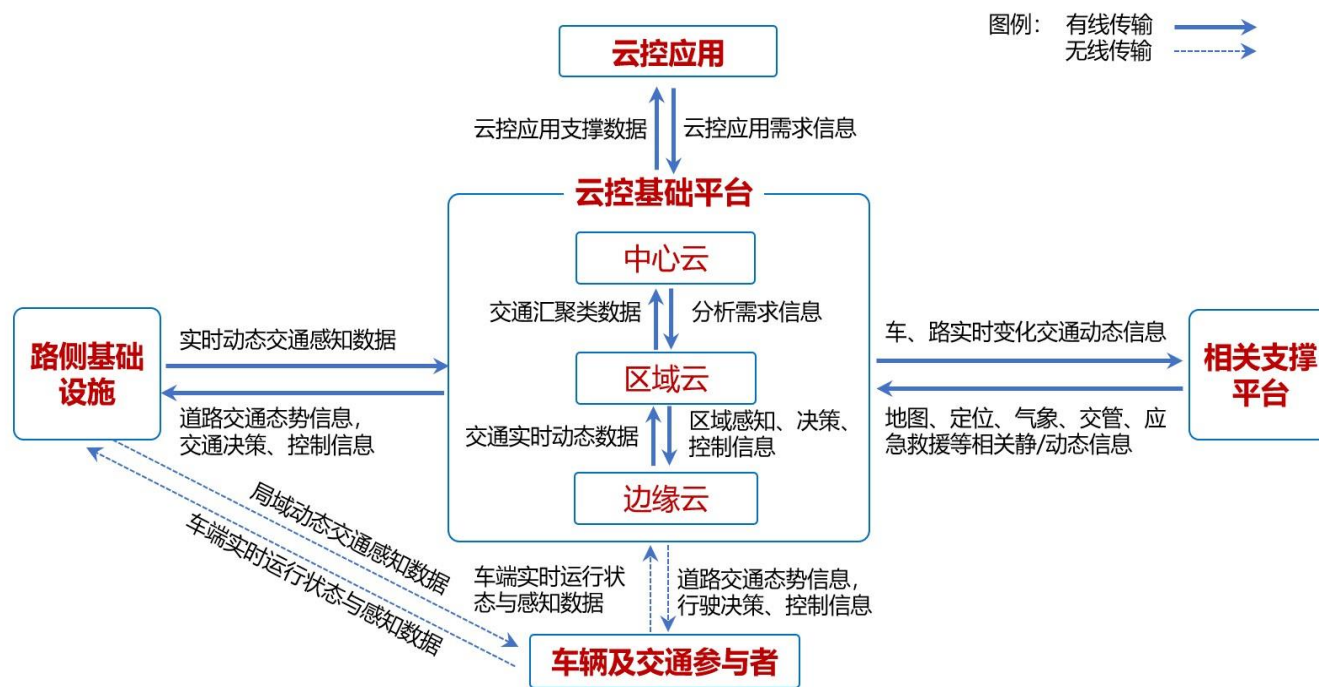 图例： 有线传输
无线传输
云控应用
云控应用支撑数据
云控应用需求信息
云控基础平台
中心云
交通汇聚类数据
分析需求信息
区域云
交通实时动态数据
区域感知、决策、
控制信息
边缘云
路侧基础
设施
实时动态交通感知数据
道路交通态势信息，
交通决策、控制信息
车、路实时变化交通动态信息
地图、定位、气象、交管、应
急救援等相关静/动态信息
相关支撑
平台
局域动态交通感知数据
车端实时运行状态与感知数据
车端实时运行状
态与感知数据
道路交通态势信息，
行驶决策、控制信息
车辆及交通参与者